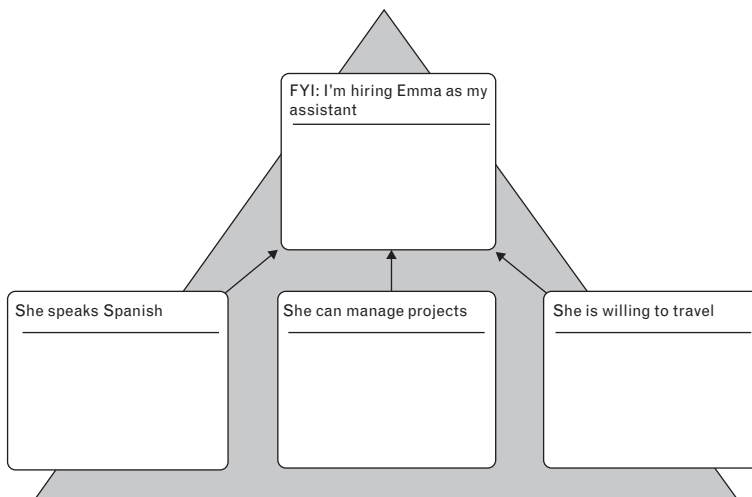 FYI: I'm hiring Emma as my
assistant
She speaks Spanish
She can manage projects
She is willing to travel